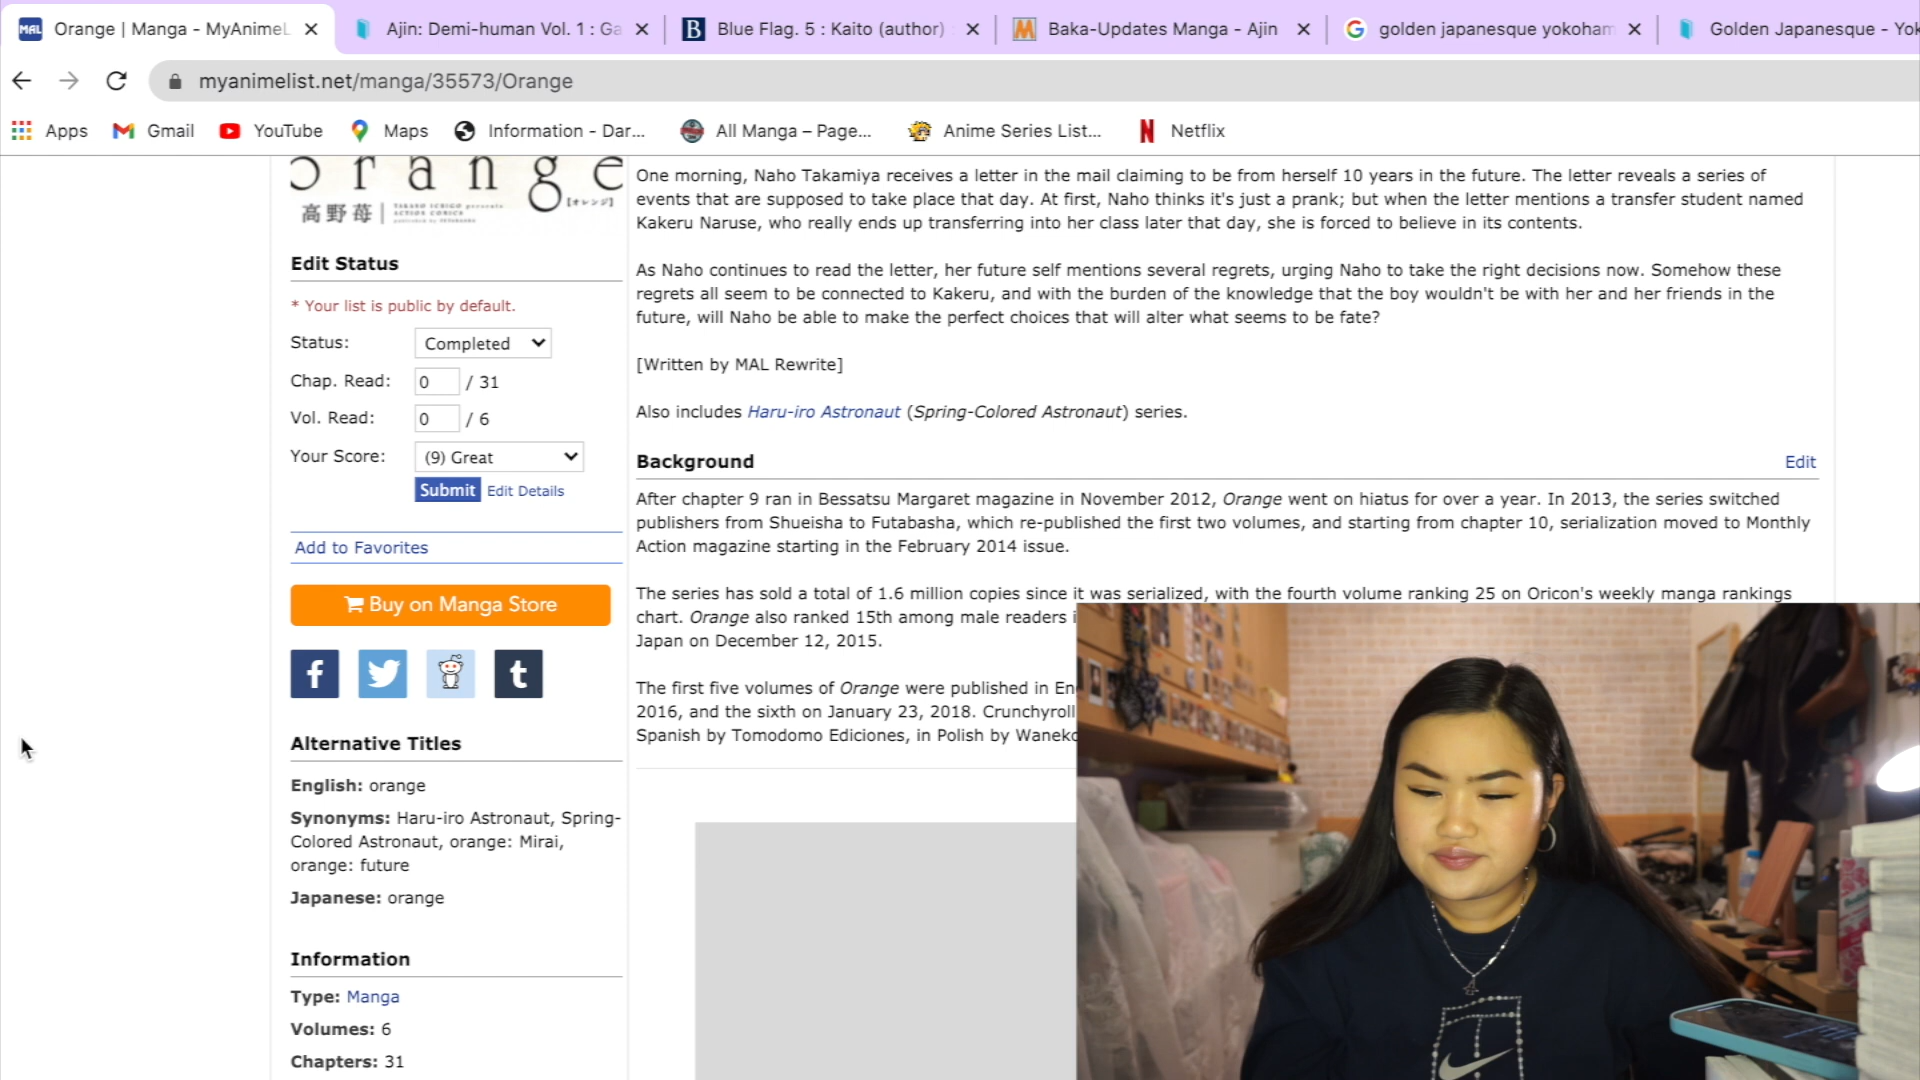 MAL Orange | Manga - MyAnimeL
Ajin: Demi-human Vol. 1 : Ga
B Blue Flag. 5 : Kaito (author) :
M Baka-Updates Manga - Ajin
G golden japanesque yokoham
Golden Japanesque - Yok
myanimelist.net/manga/35573/Orange
Apps
Gmail
YouTube
Maps
Information - Dar...
All Manga – Page...
Anime Series List...
N Netflix
orange
[オレンジ]
高野苺
TAKANO ICHIGO presents
ACTION COMICS
Edit Status
* Your list is public by default.
Status: Completed
Chap. Read: 0 / 31
Vol. Read: 0 / 6
Your Score: (9) Great
Submit Edit Details
Add to Favorites
Buy on Manga Store
f
t
Alternative Titles
English: orange
Synonyms: Haru-iro Astronaut, Spring-
Colored Astronaut, orange: Mirai,
orange: future
Japanese: orange
Information
Type: Manga
Volumes: 6
Chapters: 31
One morning, Naho Takamiya receives a letter in the mail claiming to be from herself 10 years in the future. The letter reveals a series of
events that are supposed to take place that day. At first, Naho thinks it's just a prank; but when the letter mentions a transfer student named
Kakeru Naruse, who really ends up transferring into her class later that day, she is forced to believe in its contents.
As Naho continues to read the letter, her future self mentions several regrets, urging Naho to take the right decisions now. Somehow these
regrets all seem to be connected to Kakeru, and with the burden of the knowledge that the boy wouldn't be with her and her friends in the
future, will Naho be able to make the perfect choices that will alter what seems to be fate?
[Written by MAL Rewrite]
Also includes Haru-iro Astronaut (Spring-Colored Astronaut) series.
Background
Edit
After chapter 9 ran in Bessatsu Margaret magazine in November 2012, Orange went on hiatus for over a year. In 2013, the series switched
publishers from Shueisha to Futabasha, which re-published the first two volumes, and starting from chapter 10, serialization moved to Monthly
Action magazine starting in the February 2014 issue.
The series has sold a total of 1.6 million copies since it was serialized, with the fourth volume ranking 25 on Oricon's weekly manga rankings
chart. Orange also ranked 15th among male readers i
Japan on December 12, 2015.
The first five volumes of Orange were published in En
2016, and the sixth on January 23, 2018. Crunchyroll
Spanish by Tomodomo Ediciones, in Polish by Waneko